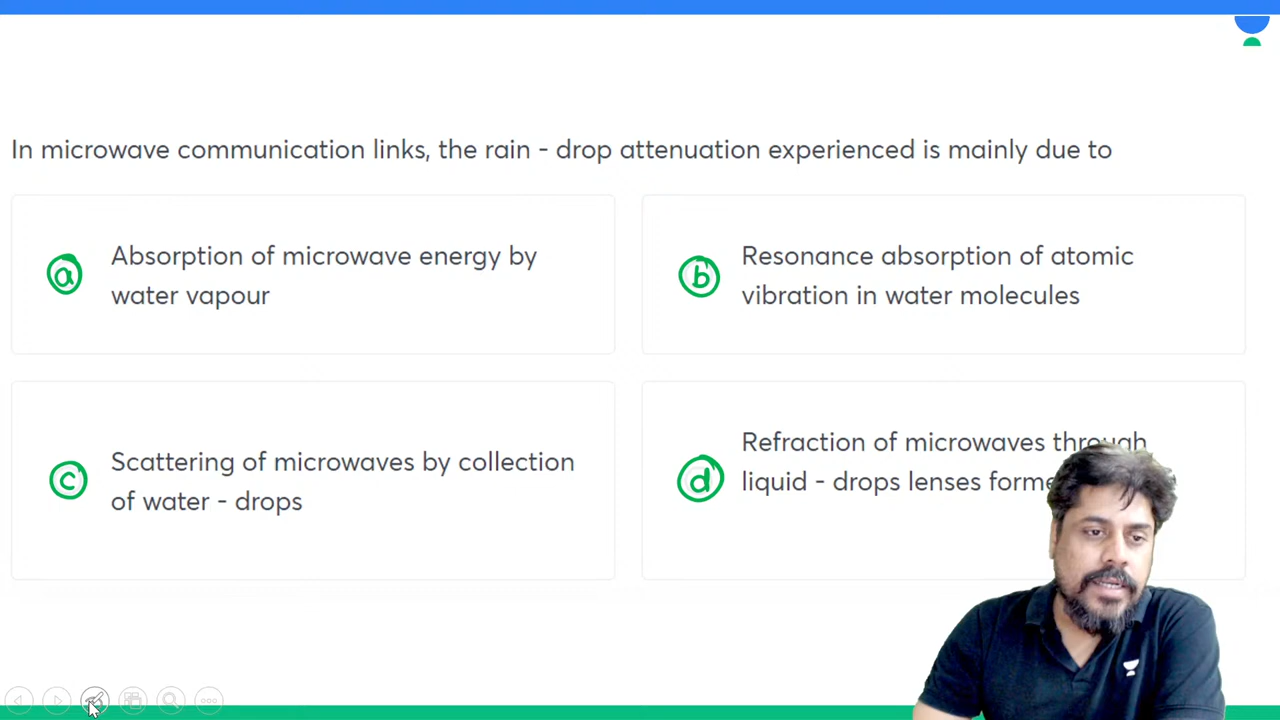 In microwave communication links, the rain - drop attenuation experienced is mainly due to
a
Absorption of microwave energy by
water vapour
b
Resonance absorption of atomic
vibration in water molecules
c
Scattering of microwaves by collection
of water - drops
d
Refraction of microwaves through
liquid - drops lenses